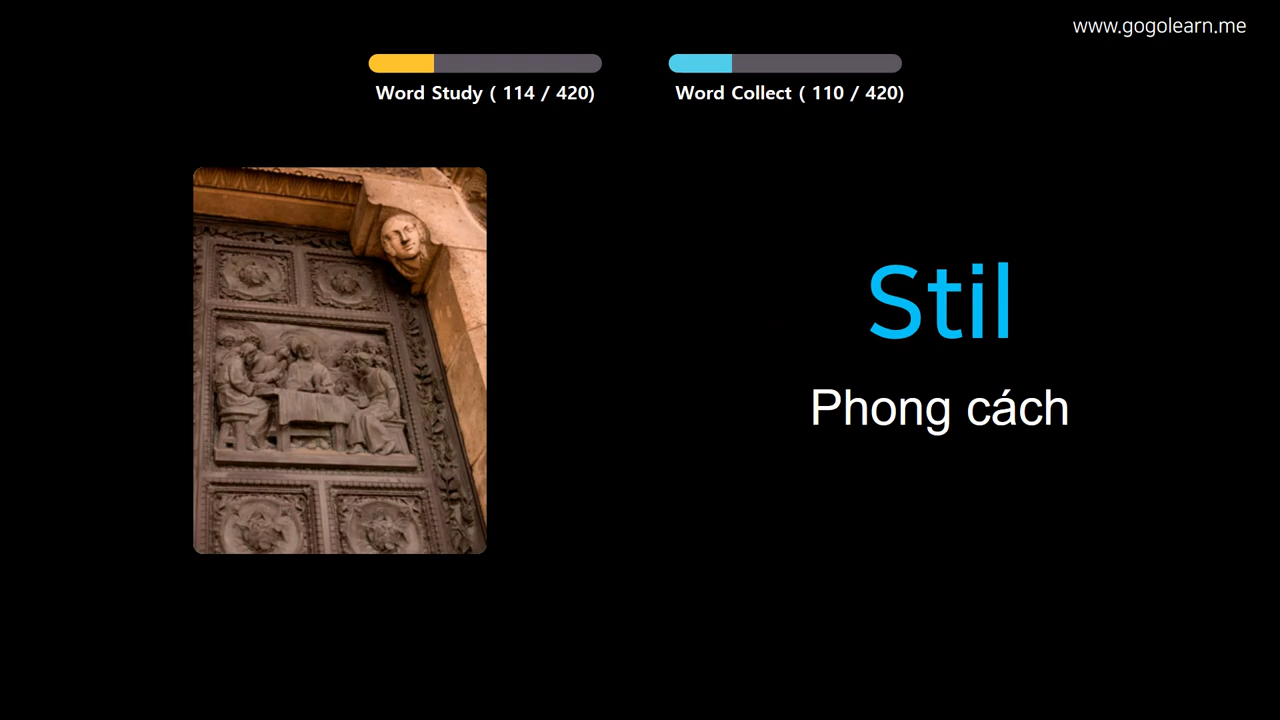 www.gogolearn.me
Word Study ( 114 / 420)
Word Collect ( 110 / 420)
Stil
Phong cách